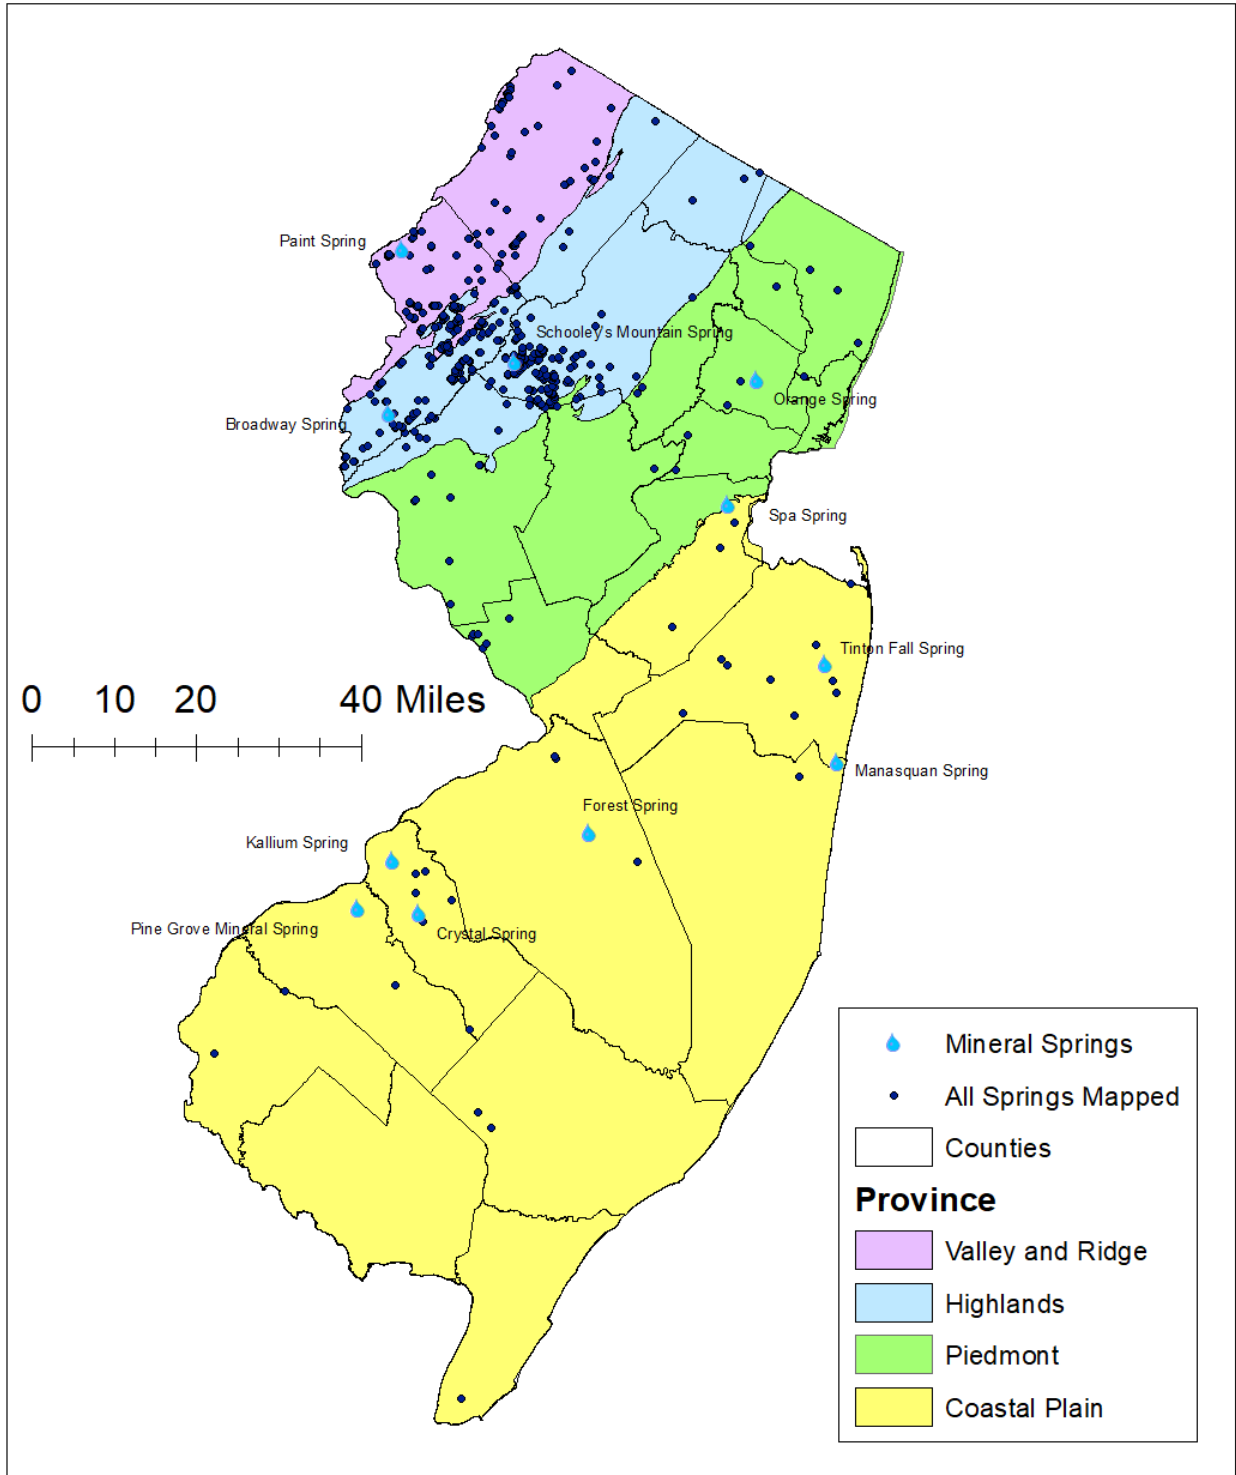 Paint Spring
Schooley's Mountain Spring
Orange Spring
Broadway Spring
Spa Spring
Tinton Fall Spring
0 10 20 40 Miles
Manasquan Spring
Forest Spring
Kallium Spring
Pine Grove Mineral Spring
Crystal Spring
Mineral Springs
All Springs Mapped
Counties
Province
Valley and Ridge
Highlands
Piedmont
Coastal Plain